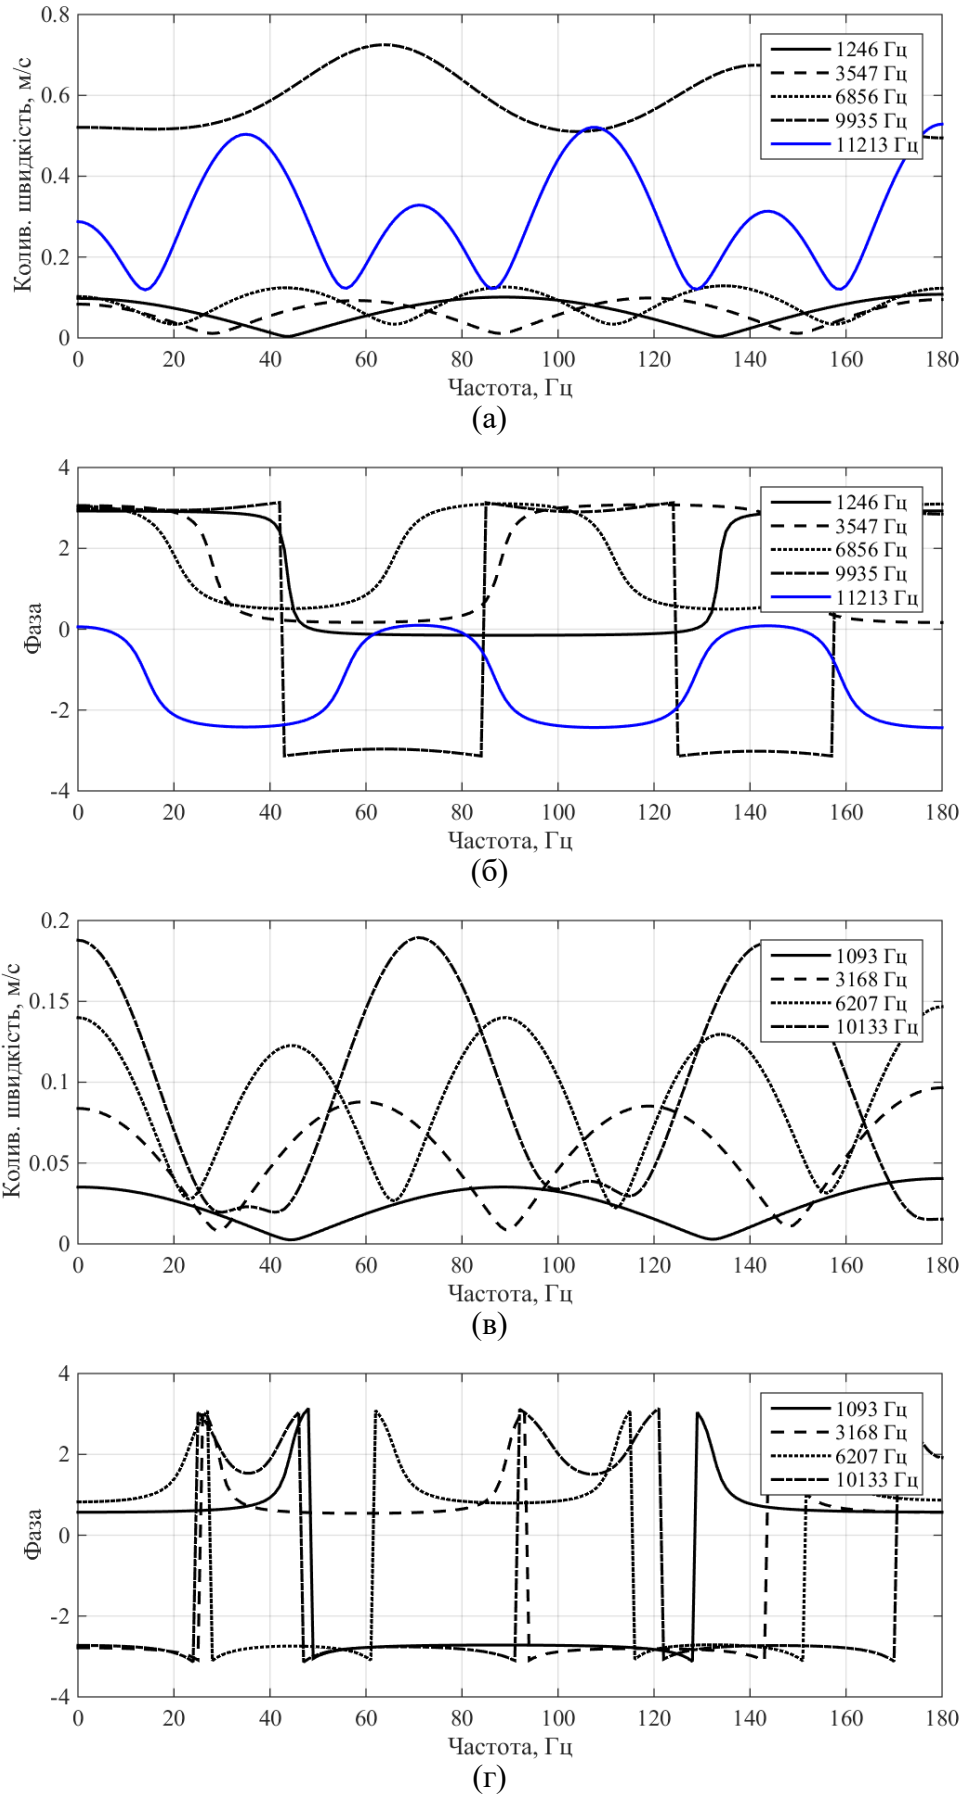 Колив. швидкість, м/с
0.8
0.6
0.4
0.2
0
0 20 40 60 80 100 120 140 160 180
1246 Гц
3547 Гц
6856 Гц
9935 Гц
11213 Гц
Частота, Гц
(а)
Фаза
4
2
0
-2
-4
0 20 40 60 80 100 120 140 160 180
1246 Гц
3547 Гц
6856 Гц
9935 Гц
11213 Гц
Частота, Гц
(б)
Колив. швидкість, м/с
0.2
0.15
0.1
0.05
0
0 20 40 60 80 100 120 140 160 180
1093 Гц
3168 Гц
6207 Гц
10133 Гц
Частота, Гц
(в)
Фаза
4
2
0
-2
-4
0 20 40 60 80 100 120 140 160 180
1093 Гц
3168 Гц
6207 Гц
10133 Гц
Частота, Гц
(г)